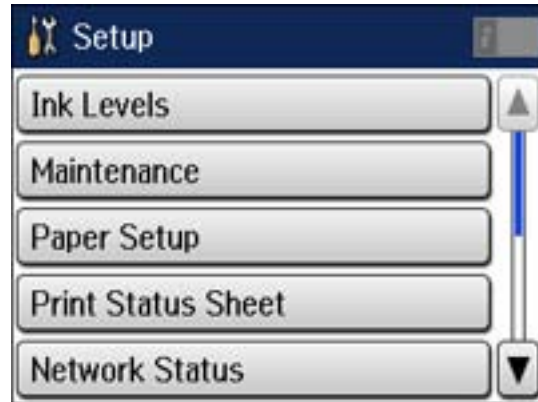 Setup
Ink Levels
Maintenance
Paper Setup
Print Status Sheet
Network Status